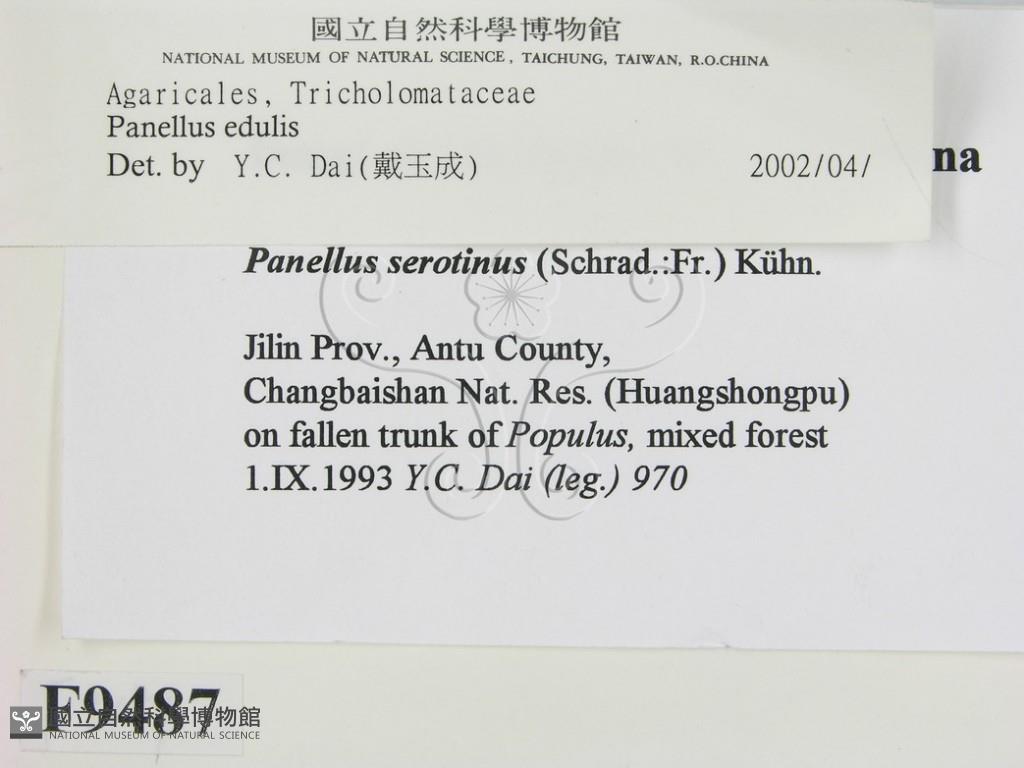 國立自然科學博物館
NATIONAL MUSEUM OF NATURAL SCIENCE, TAICHUNG, TAIWAN, R.O.CHINA
Agaricales, Tricholomataceae
Panellus edulis
Det. by Y.C. Dai(戴玉成) 2002/04/
na
Panellus serotinus (Schrad.:Fr.) Kühn.
Jilin Prov., Antu County,
Changbaishan Nat. Res. (Huangshongpu)
on fallen trunk of Populus, mixed forest
1.IX.1993 Y.C. Dai (leg.) 970
F9487
國立自然科學博物館
NATIONAL MUSEUM OF NATURAL SCIENCE